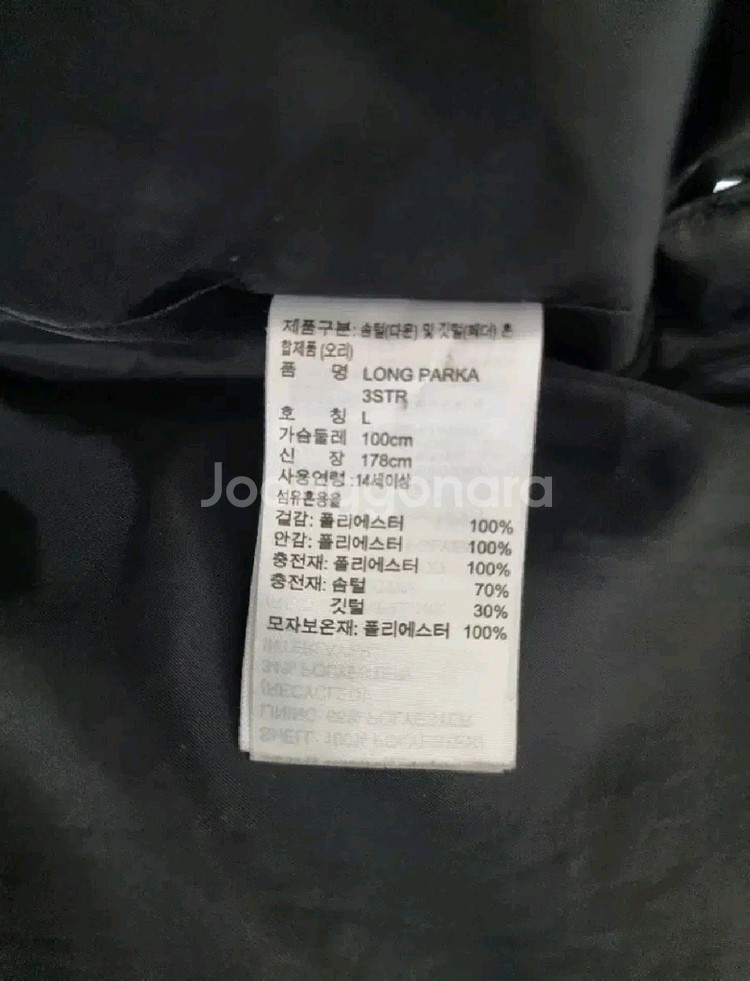 제품구분: 솜털(다운) 및 깃털(페더) 혼
합제품 (오리)
품 명 LONG PARKA
3STR
호 칭 L
가슴둘레 100cm
신 장 178cm
사용연령:14세이상
섬유혼용율
겉감: 폴리에스터 100%
안감: 폴리에스터 100%
충전재: 폴리에스터 100%
충전재: 솜털 70%
깃털 30%
모자보온재: 폴리에스터 100%
Joonggonara